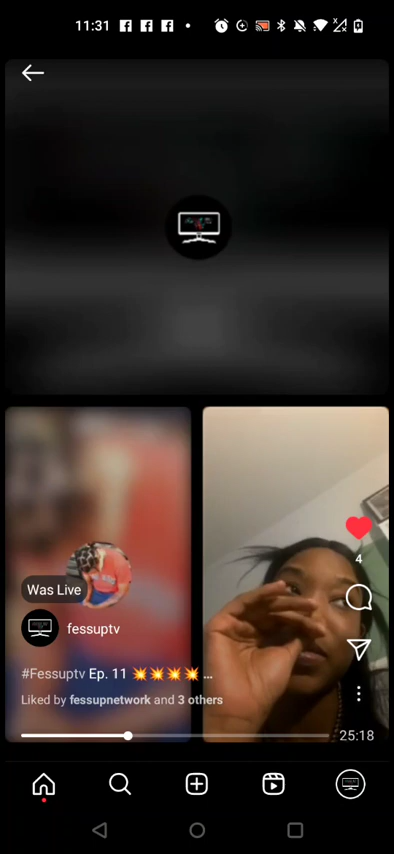 11:31
Was Live
fessuptv
#Fessuptv Ep. 11 💥💥💥💥 ...
Liked by fessupnetwork and 3 others
4
25:18